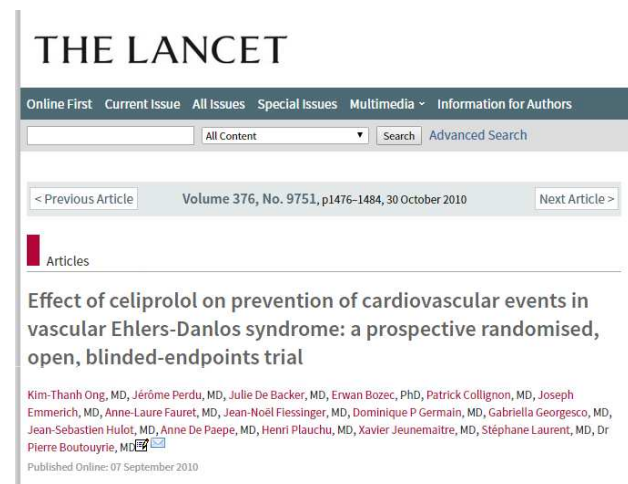 THE LANCET
Online First Current Issue All Issues Special Issues Multimedia Information for Authors
All Content Search Advanced Search
< Previous Article Volume 376, No. 9751, p1476–1484, 30 October 2010 Next Article >
Articles
Effect of celiprolol on prevention of cardiovascular events in
vascular Ehlers-Danlos syndrome: a prospective randomised,
open, blinded-endpoints trial
Kim-Thanh Ong, MD, Jérôme Perdu, MD, Julie De Backer, MD, Erwan Bozec, PhD, Patrick Collignon, MD, Joseph
Emmerich, MD, Anne-Laure Fauret, MD, Jean-Noël Fiessinger, MD, Dominique P Germain, MD, Gabriella Georgesco, MD,
Jean-Sebastien Hulot, MD, Anne De Paepe, MD, Henri Plauchu, MD, Xavier Jeunemaitre, MD, Stéphane Laurent, MD, Dr
Pierre Boutouyrie, MD
Published Online: 07 September 2010